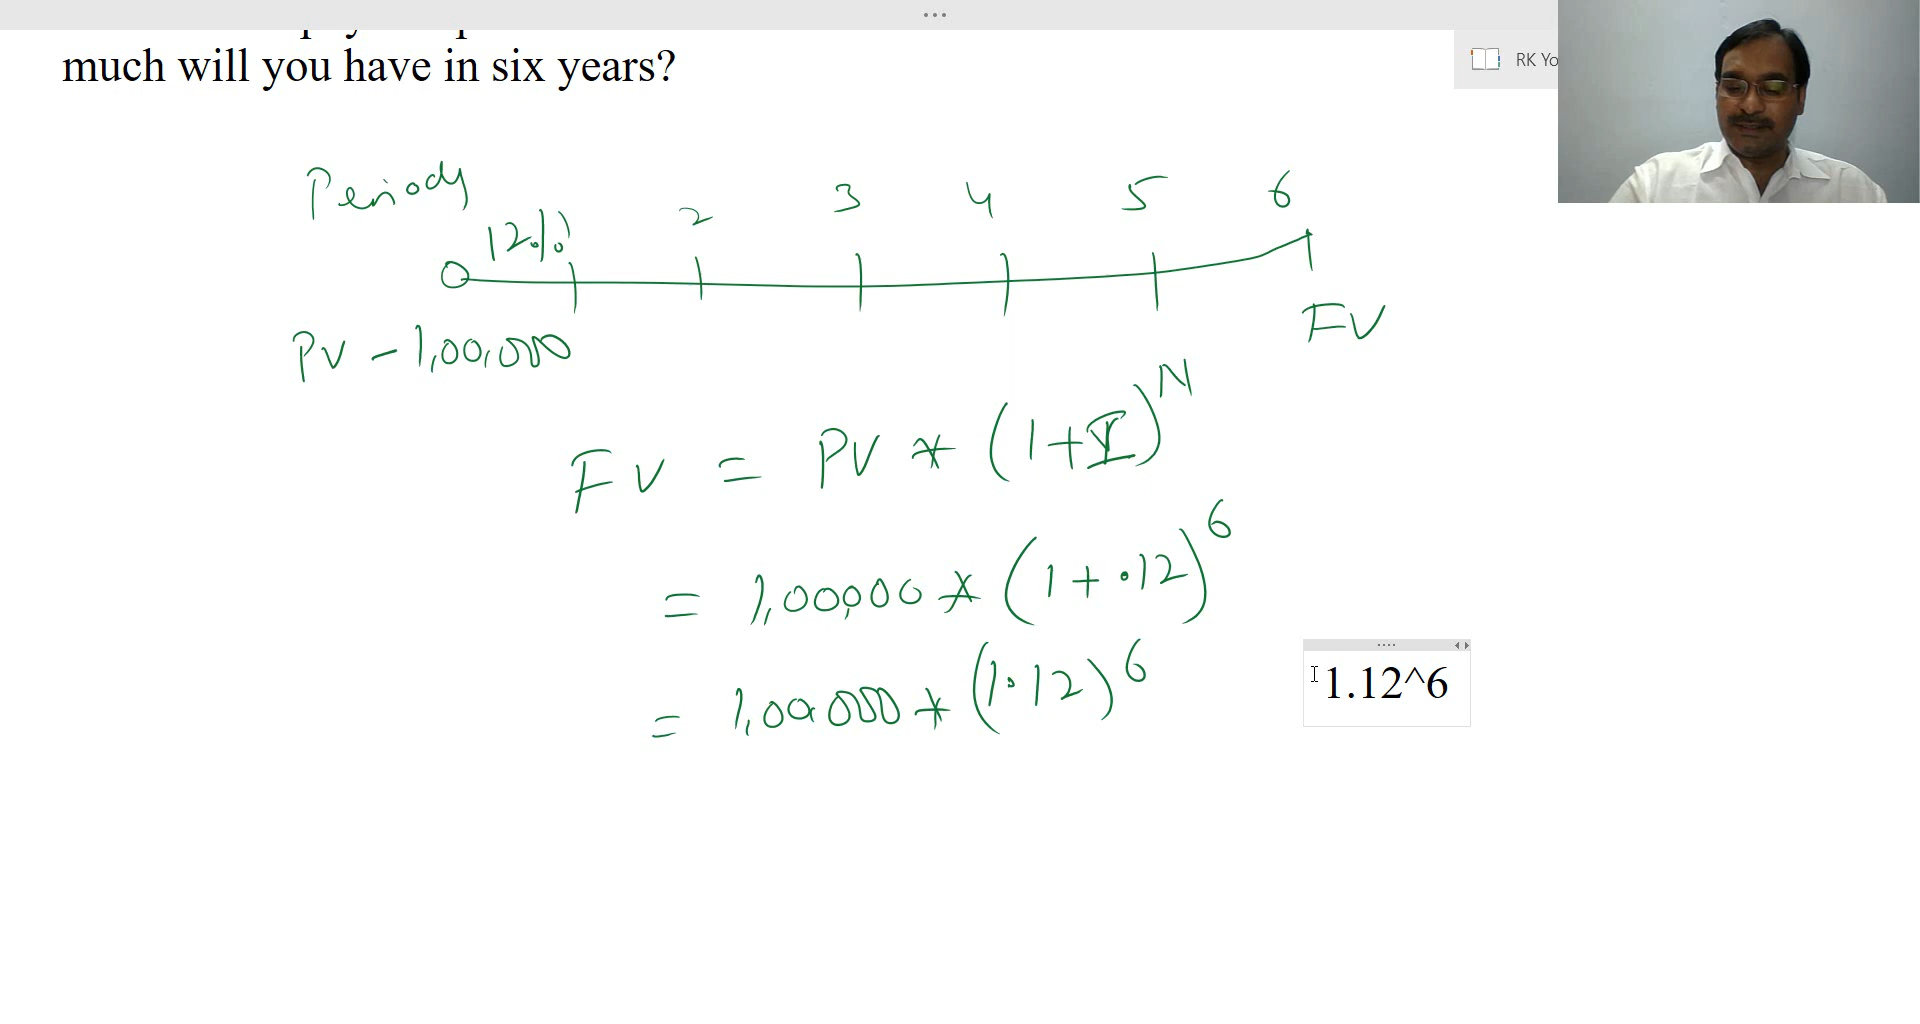 much will you have in six years?
RK Yo
Periods
12% 2 3 4 5 6
0
PV - 1,00,000 FV
FV = PV * (1+I)^N
= 1,00,000 * (1+.12)^6
= 1,00,000 * (1.12)^6
1.12^6